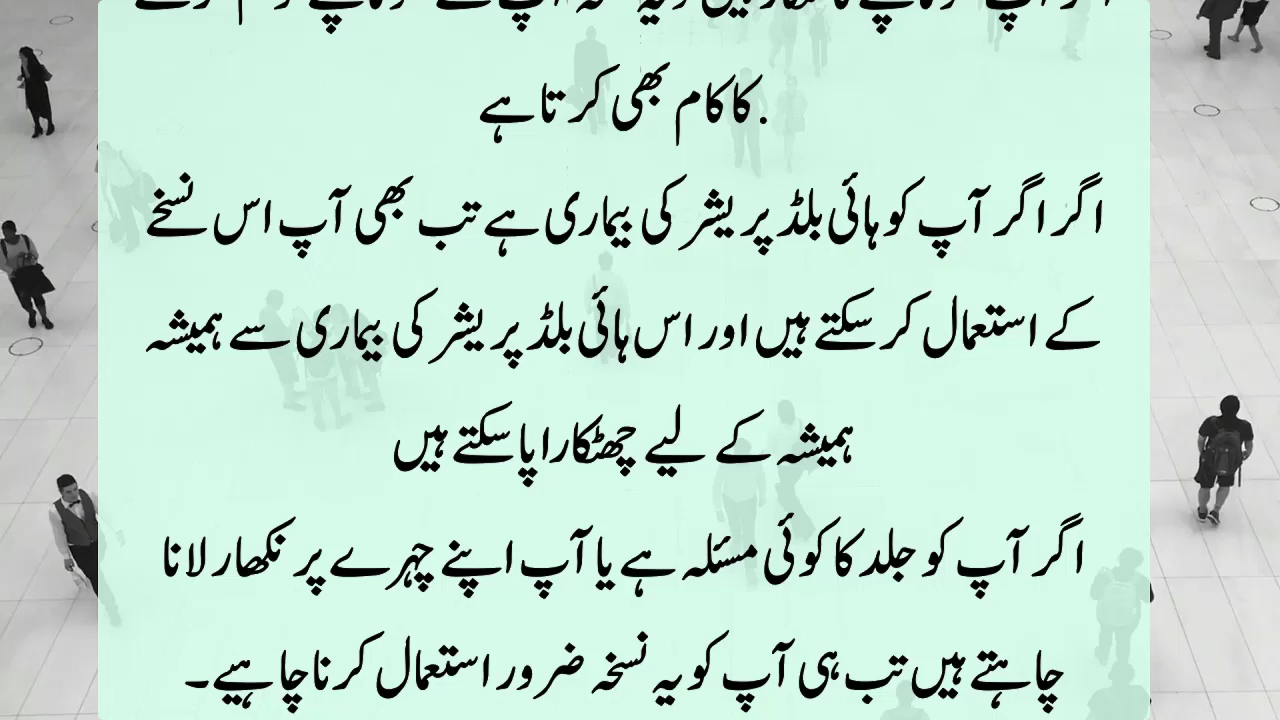 کا کام بھی کرتا ہے.
اگر اگر آپ کو ہائی بلڈ پریشر کی بیماری ہے تب بھی آپ اس نسخے
کے استعمال کر سکتے ہیں اور اس ہائی بلڈ پریشر کی بیماری سے ہمیشہ
ہمیشہ کے لیے چھٹکارا پا سکتے ہیں
اگر آپ کو جلد کا کوئی مسئلہ ہے یا آپ اپنے چہرے پر نکھار لانا
چاہتے ہیں تب ہی آپ کو یہ نسخہ ضرور استعمال کرنا چاہیے۔